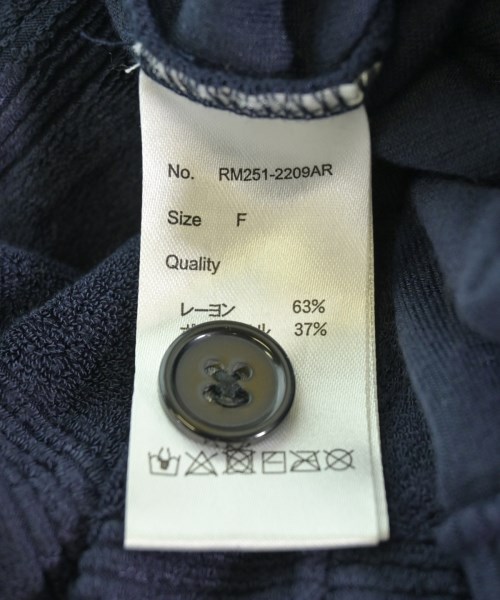 No. RM251-2209AR
Size F
Quality
レーヨン 63%
37%